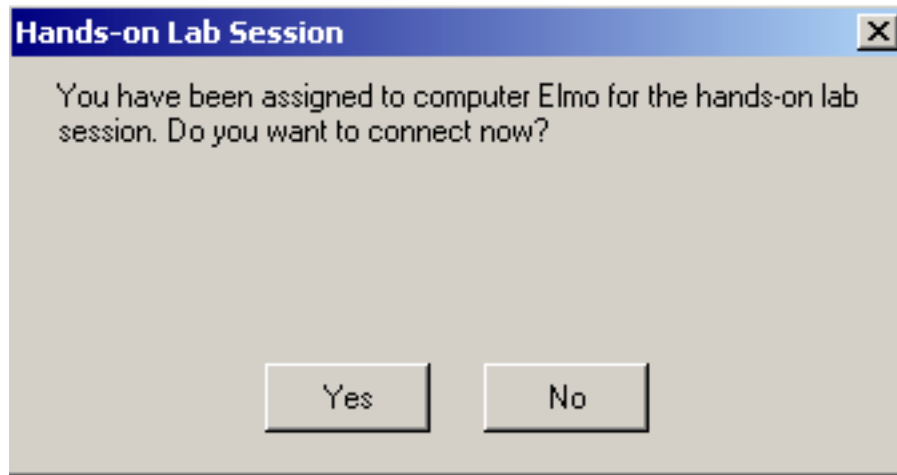 Hands-on Lab Session
You have been assigned to computer Elmo for the hands-on lab
session. Do you want to connect now?
Yes No